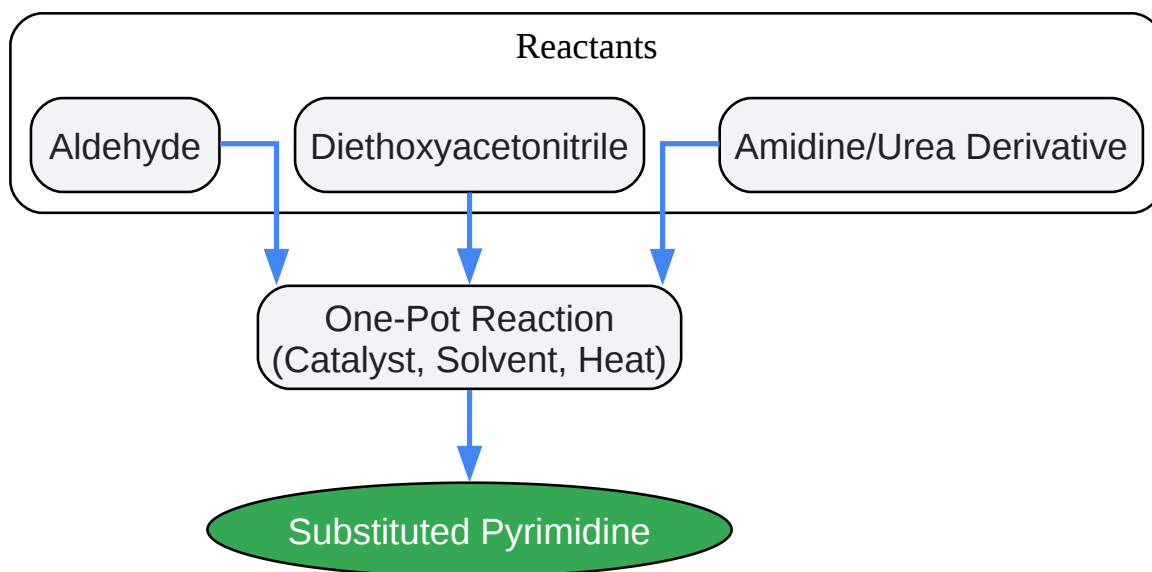 Reactants
Aldehyde
Diethoxyacetonitrile
Amidine/Urea Derivative
One-Pot Reaction
(Catalyst, Solvent, Heat)
Substituted Pyrimidine